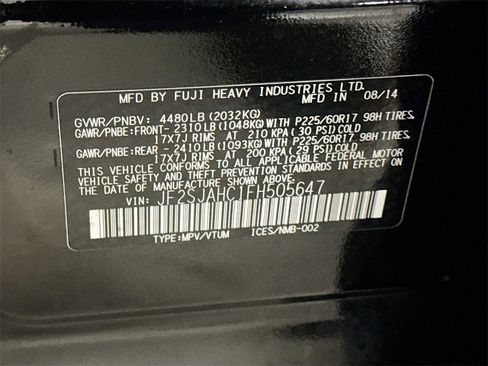 MFD BY FUJI HEAVY INDUSTRIES LTD.
MFD IN 08/14
GVWR/PNBV: 4480LB(2032KG)
GAWR/PNBE:FRONT- 2310LB(1048KG)WITH P225/60R17 98H TIRES,
17X7J RIMS AT 210 KPA(30 PSI)COLD
GAWR/PNBE:REAR - 2410LB(1093KG)WITH P225/60R17 98H TIRES,
17X7J RIMS AT 200 KPA(29 PSI)COLD
THIS VEHICLE CONFORMS TO ALL APPLICABLE FEDERAL MOTOR
VEHICLE SAFETY STANDARDS IN EFFECT ON
THE DATE OF MANUFACTURE SHOWN ABOVE.
VIN: JF2SJAHC1FH505647
TYPE:MPV/VTUM ICES/NMB-002